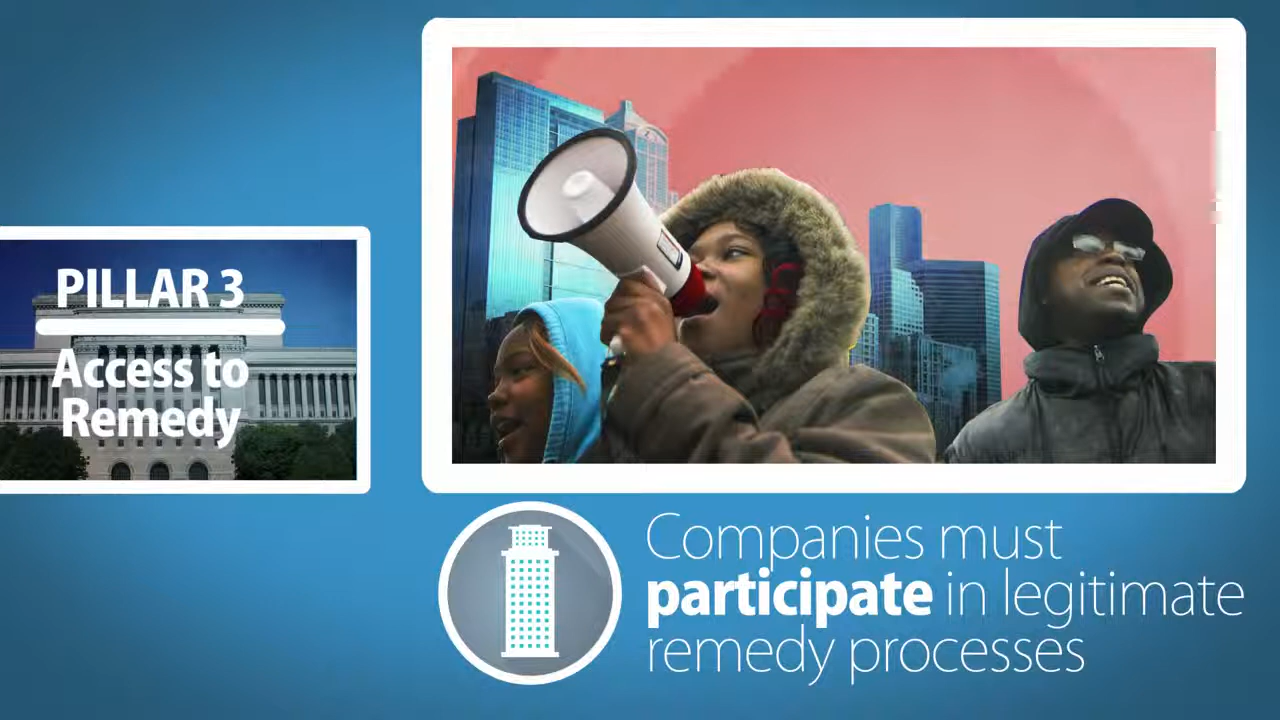 PILLAR 3
Access to
Remedy
Companies must
participate in legitimate
remedy processes